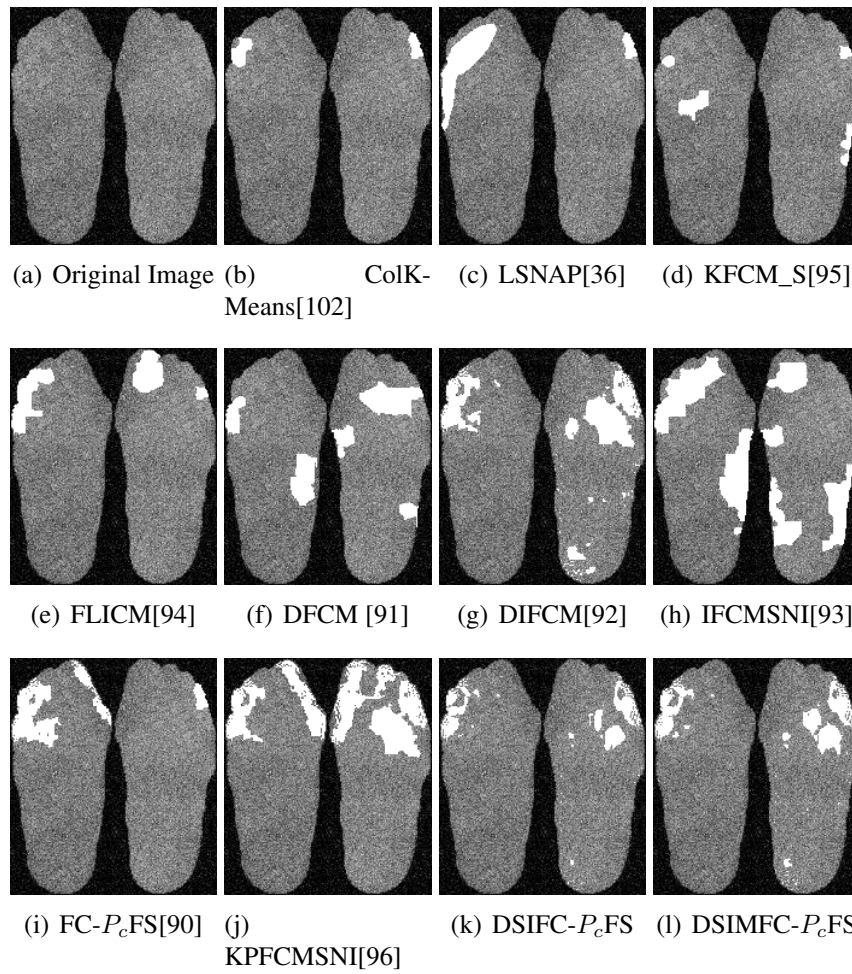 (a) Original Image
(b) ColK-
Means[102]
(c) LSNAP[36]
(d) KFCM_S[95]
(e) FLICM[94]
(f) DFCM [91]
(g) DIFCM[92]
(h) IFCMSNI[93]
(i) FC-PcFS[90]
(j)
KPFCMSNI[96]
(k) DSIFC-PcFS
(l) DSIMFC-PcFS